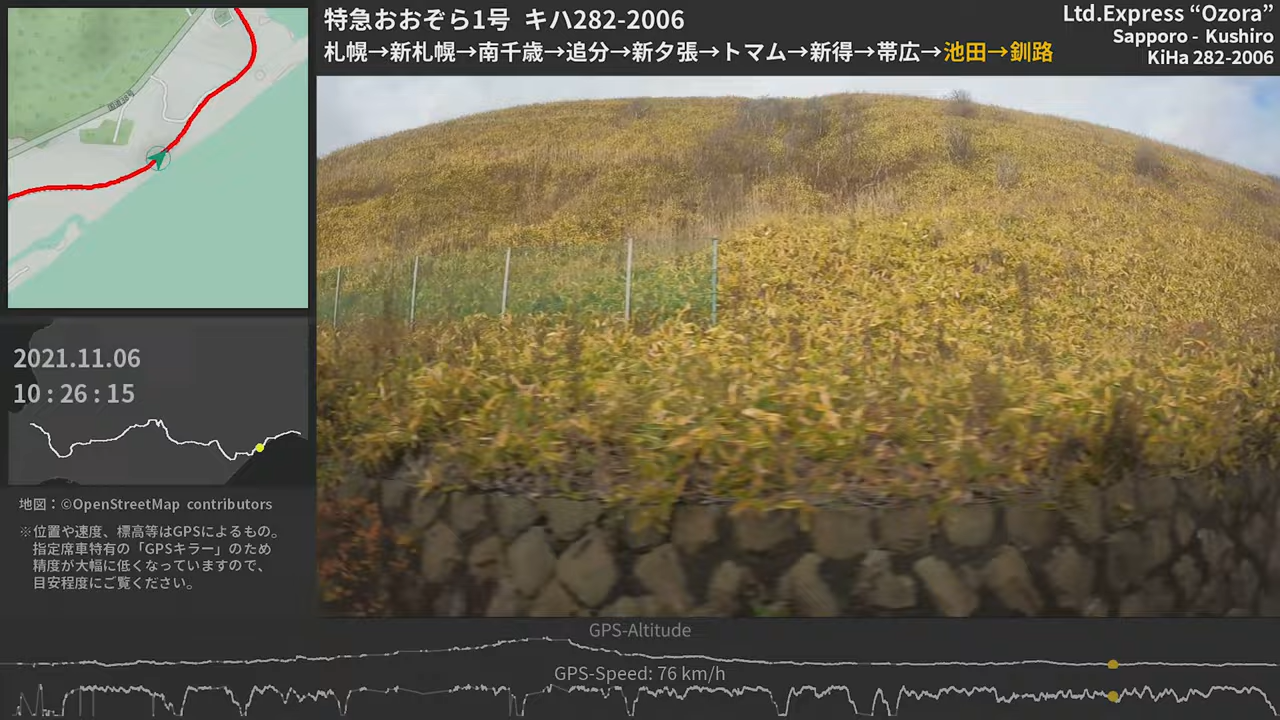 特急おおぞら1号 キハ282-2006
札幌→新札幌→南千歳→追分→新夕張→トマム→新得→帯広→池田→釧路
Ltd.Express “Ozora”
Sapporo - Kushiro
KiHa 282-2006
2021.11.06
10:26:15
地図：©OpenStreetMap contributors
※位置や速度、標高等はGPSによるもの。
指定席車特有の「GPSキラー」のため
精度が大幅に低くなっていますので、
目安程度にご覧ください。
GPS-Altitude
GPS-Speed: 76 km/h